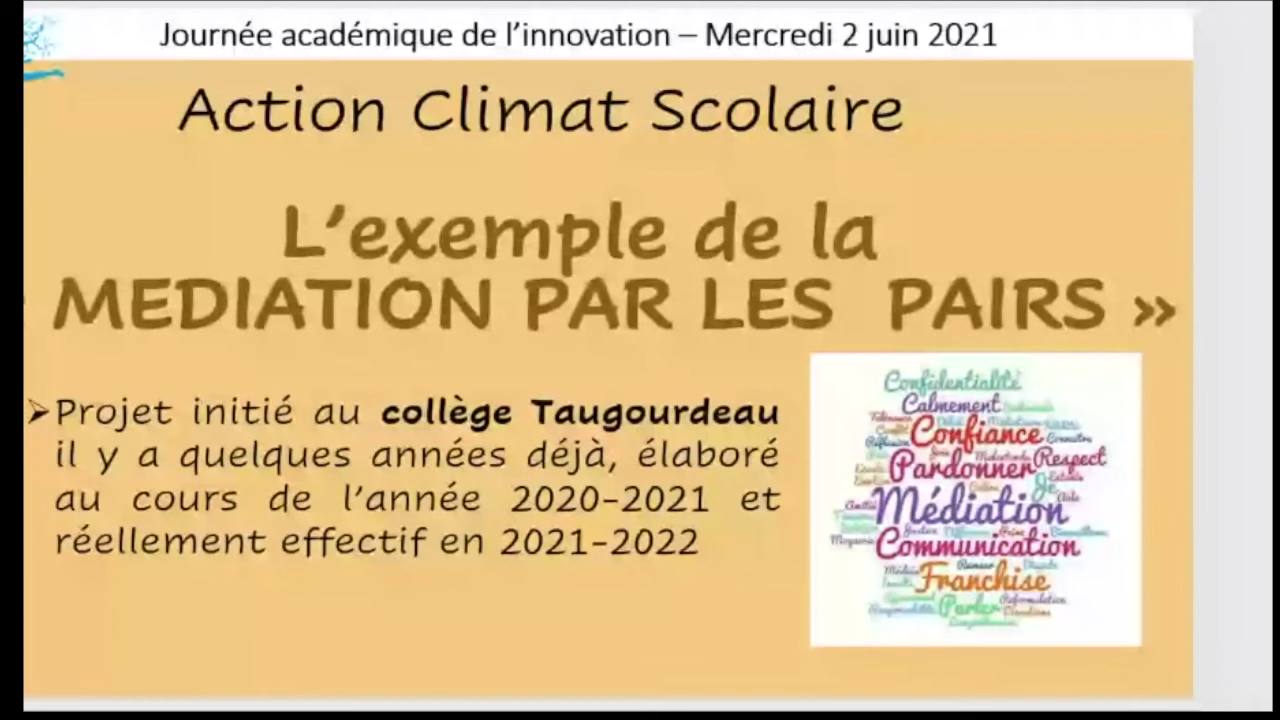 Journée académique de l'innovation – Mercredi 2 juin 2021
Action Climat Scolaire
L'exemple de la
MEDIATION PAR LES PAIRS »
➢Projet initié au collège Taugourdeau
il y a quelques années déjà, élaboré
au cours de l'année 2020-2021 et
réellement effectif en 2021-2022
Confidentialité
Calmement
Confiance
Pardonner Respect
Je
Médiation
Communication
Franchise
Parler